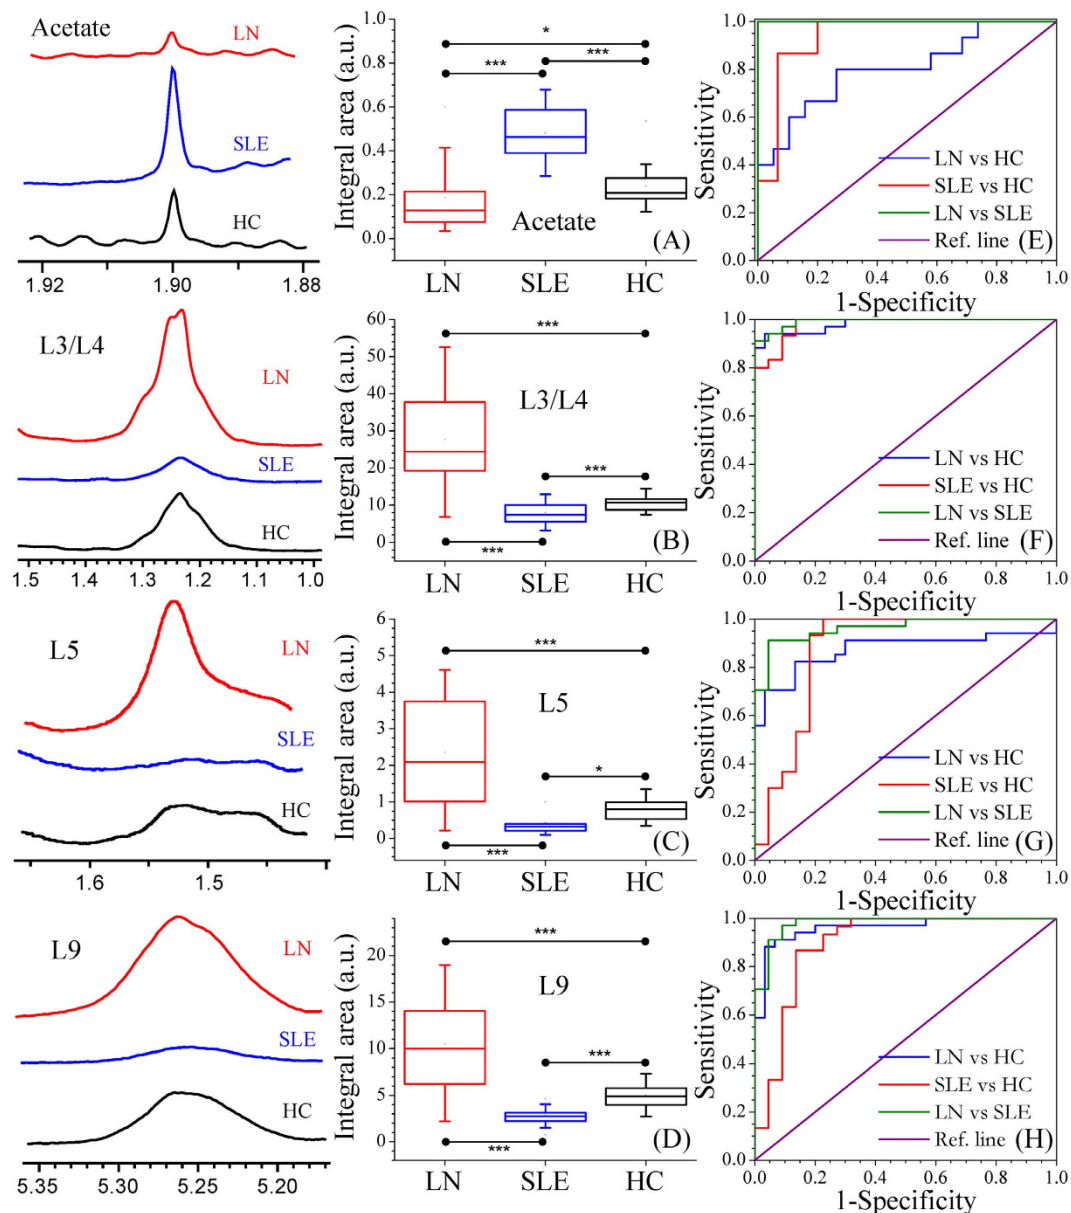 Acetate
LN
SLE
HC
1.92 1.90 1.88
Integral area (a.u.)
1.0
0.8
0.6
0.4
0.2
0.0
*
*** ***
Acetate
(A)
LN SLE HC
Sensitivity
1.0
0.8
0.6
0.4
0.2
0.0
LN vs HC
SLE vs HC
LN vs SLE
Ref. line (E)
0.0 0.2 0.4 0.6 0.8 1.0
1-Specificity
L3/L4
LN
SLE
HC
1.5 1.4 1.3 1.2 1.1 1.0
Integral area (a.u.)
60
50
40
30
20
10
0
***
L3/L4
***
***
(B)
LN SLE HC
Sensitivity
1.0
0.8
0.6
0.4
0.2
0.0
LN vs HC
SLE vs HC
LN vs SLE
Ref. line (F)
0.0 0.2 0.4 0.6 0.8 1.0
1-Specificity
L5
LN
SLE
HC
1.6 1.5
Integral area (a.u.)
6
5
4
3
2
1
0
***
L5
*
***
(C)
LN SLE HC
Sensitivity
1.0
0.8
0.6
0.4
0.2
0.0
LN vs HC
SLE vs HC
LN vs SLE
Ref. line (G)
0.0 0.2 0.4 0.6 0.8 1.0
1-Specificity
L9
LN
SLE
HC
5.35 5.30 5.25 5.20
Integral area (a.u.)
20
15
10
5
0
***
L9
***
***
(D)
LN SLE HC
Sensitivity
1.0
0.8
0.6
0.4
0.2
0.0
LN vs HC
SLE vs HC
LN vs SLE
Ref. line (H)
0.0 0.2 0.4 0.6 0.8 1.0
1-Specificity